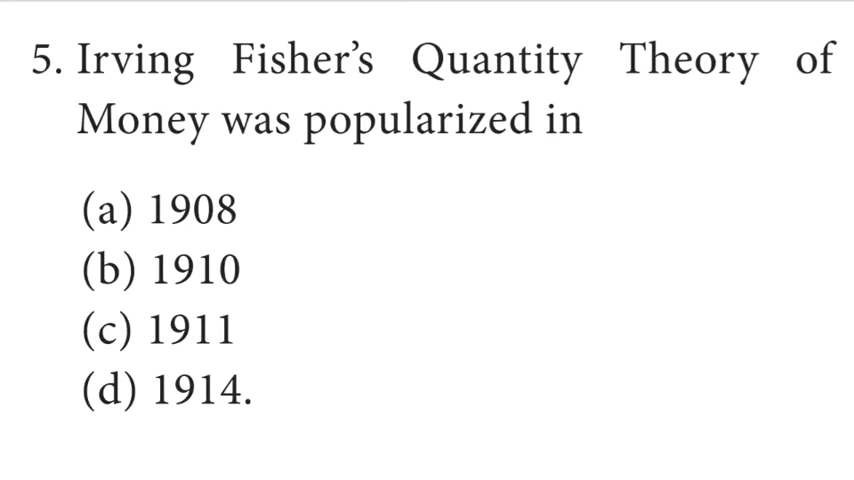 5. Irving Fisher’s Quantity Theory of
Money was popularized in
(a) 1908
(b) 1910
(c) 1911
(d) 1914.